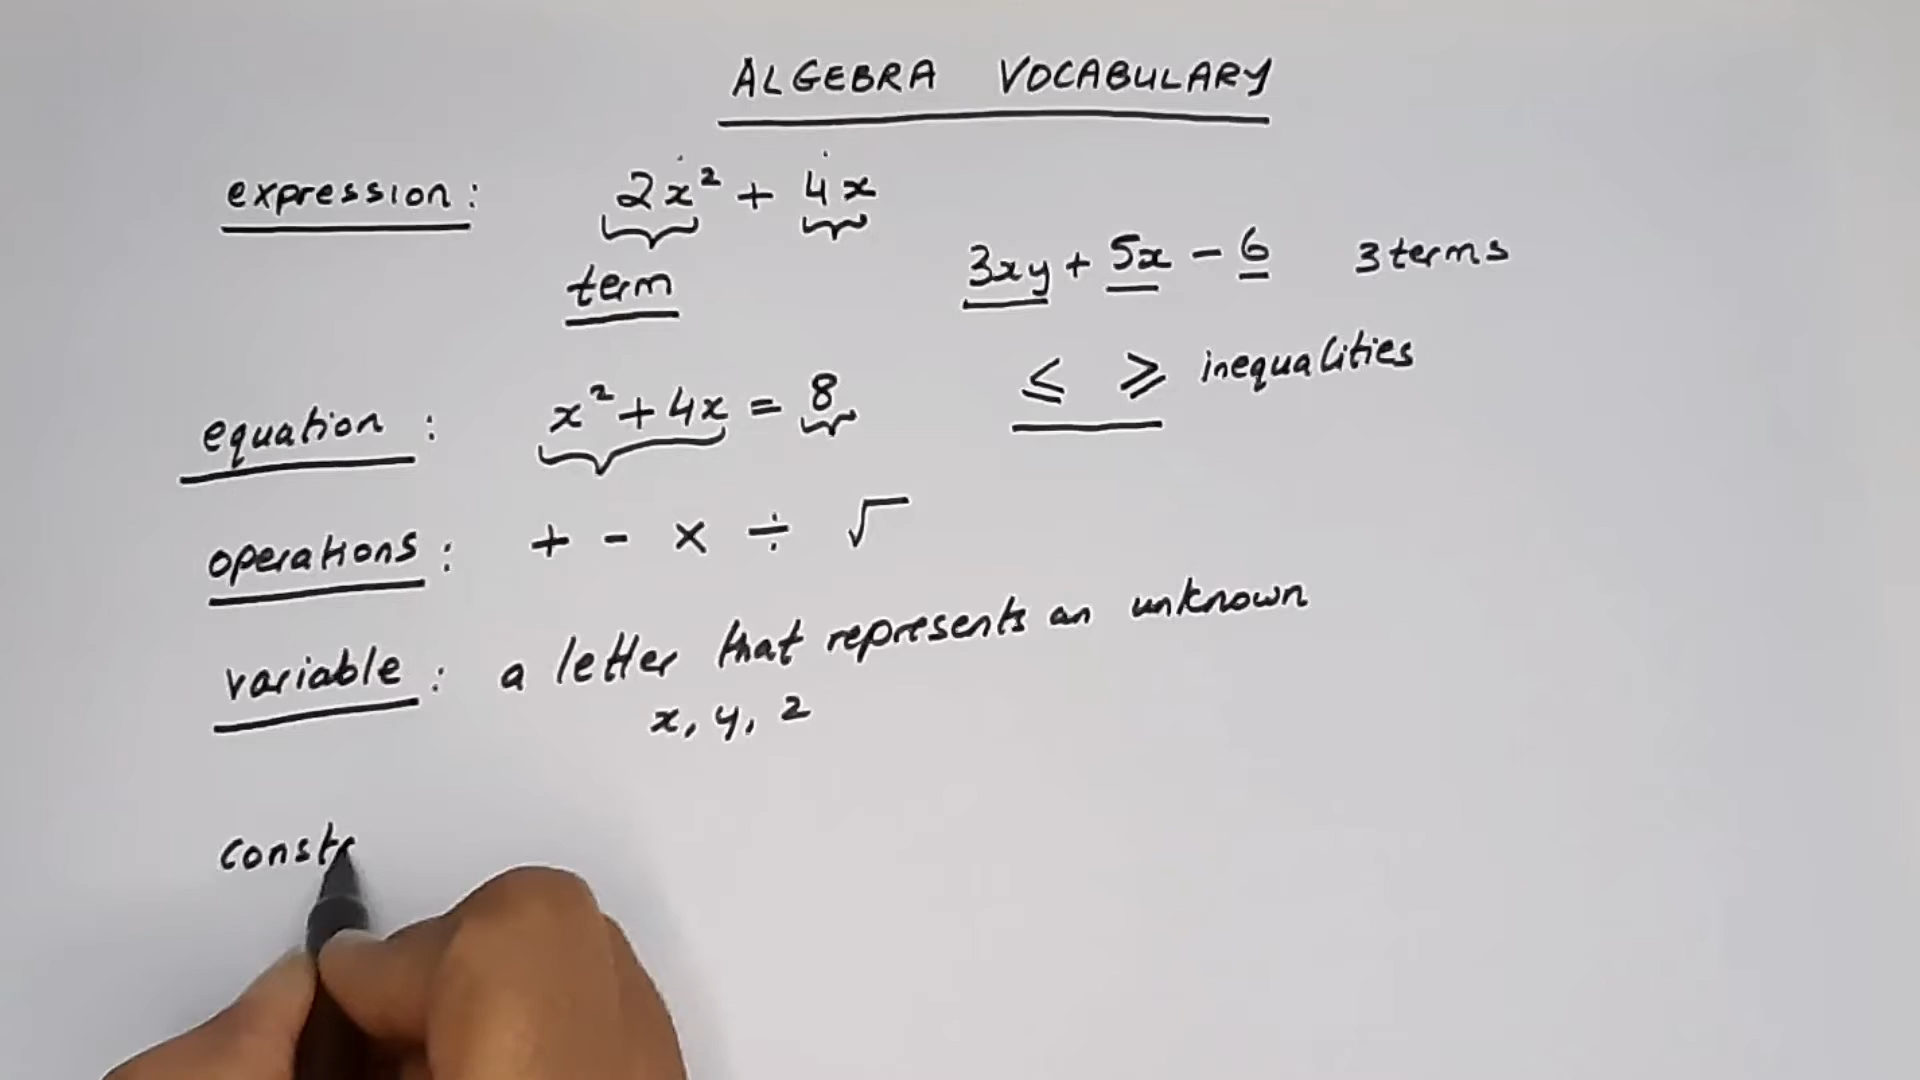 ALGEBRA VOCABULARY
expression: 2x² + 4x
term
3xy + 5x - 6 3 terms
equation: x² + 4x = 8
≤ ≥ inequalities
operations: + - × ÷ √
variable: a letter that represents an unknown
x, y, z